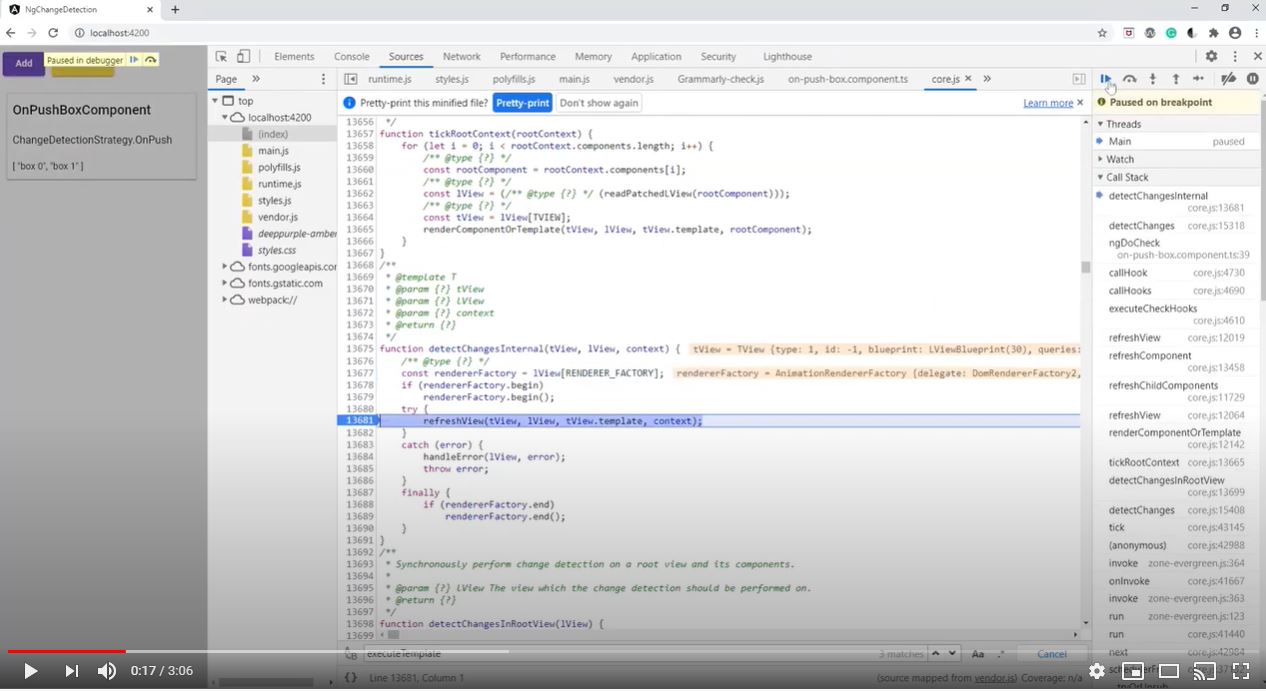 NgChangeDetection
localhost:4200
Add
Paused in debugger
OnPushBoxComponent
ChangeDetectionStrategy.OnPush
[ "box 0", "box 1" ]
Elements Console Sources Network Performance Memory Application Security Lighthouse
Page
runtime.js styles.js polyfills.js main.js vendor.js Grammarly-check.js on-push-box.component.ts core.js
Pretty-print this minified file? Pretty-print Don't show again Learn more
top
localhost:4200
(index)
main.js
polyfills.js
runtime.js
styles.js
vendor.js
deeppurple-amber
styles.css
fonts.googleapis.com
fonts.gstatic.com
webpack://
13656 */
13657 function tickRootContext(rootContext) {
13658 for (let i = 0; i < rootContext.components.length; i++) {
13659 /** @type {?} */
13660 const rootComponent = rootContext.components[i];
13661 /** @type {?} */
13662 const lView = (/** @type {?} */ (readPatchedLView(rootComponent)));
13663 /** @type {?} */
13664 const tView = lView[TVIEW];
13665 renderComponentOrTemplate(tView, lView, tView.template, rootComponent);
13666 }
13667 }
13668 /**
13669 * @template T
13670 * @param {?} tView
13671 * @param {?} lView
13672 * @param {?} context
13673 * @return {?}
13674 */
13675 function detectChangesInternal(tView, lView, context) { tView = TView {type: 1, id: -1, blueprint: LViewBlueprint(30), queries:
13676 /** @type {?} */
13677 const rendererFactory = lView[RENDERER_FACTORY]; rendererFactory = AnimationRendererFactory {delegate: DomRendererFactory2,
13678 if (rendererFactory.begin)
13679 rendererFactory.begin();
13680 try {
13681 refreshView(tView, lView, tView.template, context);
13682 }
13683 catch (error) {
13684 handleError(lView, error);
13685 throw error;
13686 }
13687 finally {
13688 if (rendererFactory.end)
13689 rendererFactory.end();
13690 }
13691 }
13692 /**
13693 * Synchronously perform change detection on a root view and its components.
13694 *
13695 * @param {?} lView The view which the change detection should be performed on.
13696 * @return {?}
13697 */
13698 function detectChangesInRootView(lView) {
13699
executeTemplate 3 matches Aa .* Cancel
{} Line 13681, Column 1 (source mapped from vendor.js) Coverage: n/a
Paused on breakpoint
Threads
Main paused
Watch
Call Stack
detectChangesInternal
core.js:13681
detectChanges core.js:15318
ngDoCheck
on-push-box.component.ts:39
callHook core.js:4730
callHooks core.js:4690
executeCheckHooks
core.js:4610
refreshView core.js:12019
refreshComponent
core.js:13458
refreshChildComponents
core.js:11729
refreshView core.js:12064
renderComponentOrTemplate
core.js:12142
tickRootContext core.js:13665
detectChangesInRootView
core.js:13699
detectChanges core.js:15408
tick core.js:43145
(anonymous) core.js:42988
invoke zone-evergreen.js:364
onInvoke core.js:41667
invoke zone-evergreen.js:363
run zone-evergreen.js:123
run core.js:41440
next core.js:42984
0:17 / 3:06